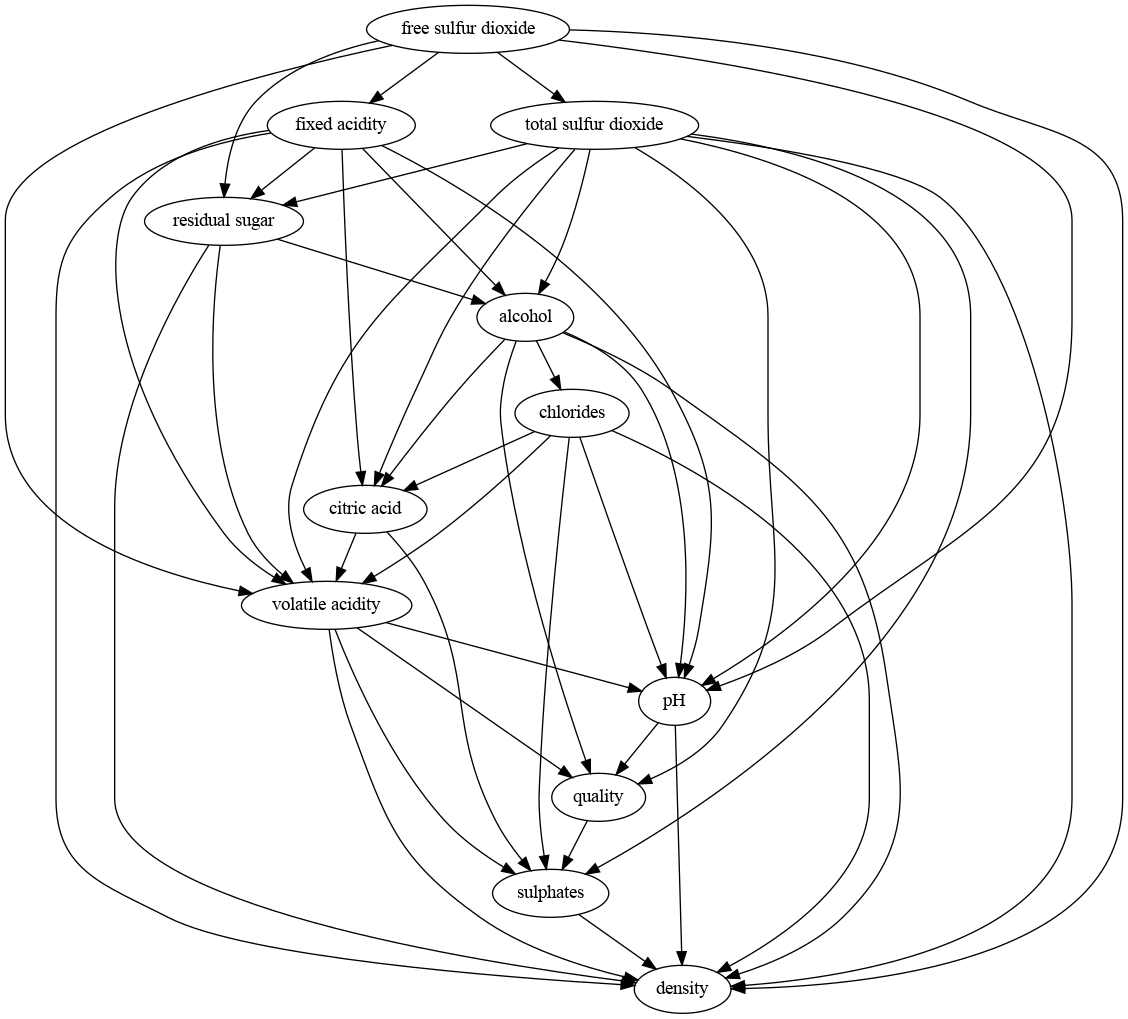 free sulfur dioxide
fixed acidity
total sulfur dioxide
residual sugar
alcohol
chlorides
citric acid
volatile acidity
pH
quality
sulphates
density